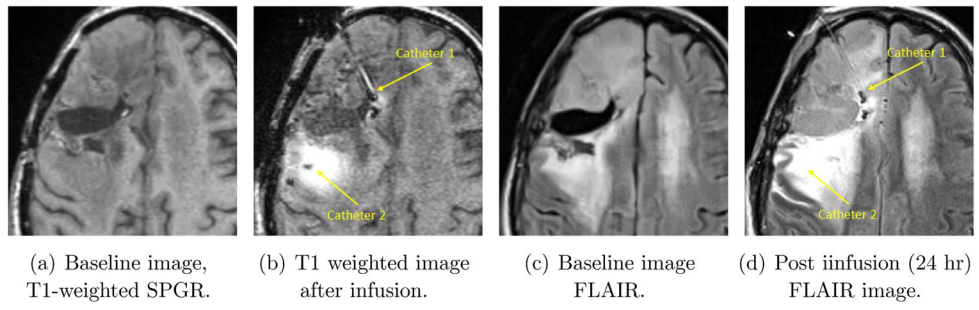 Catheter 1
Catheter 2
Catheter 1
Catheter 2
(a) Baseline image,
T1-weighted SPGR.
(b) T1 weighted image
after infusion.
(c) Baseline image
FLAIR.
(d) Post iinfusion (24 hr)
FLAIR image.